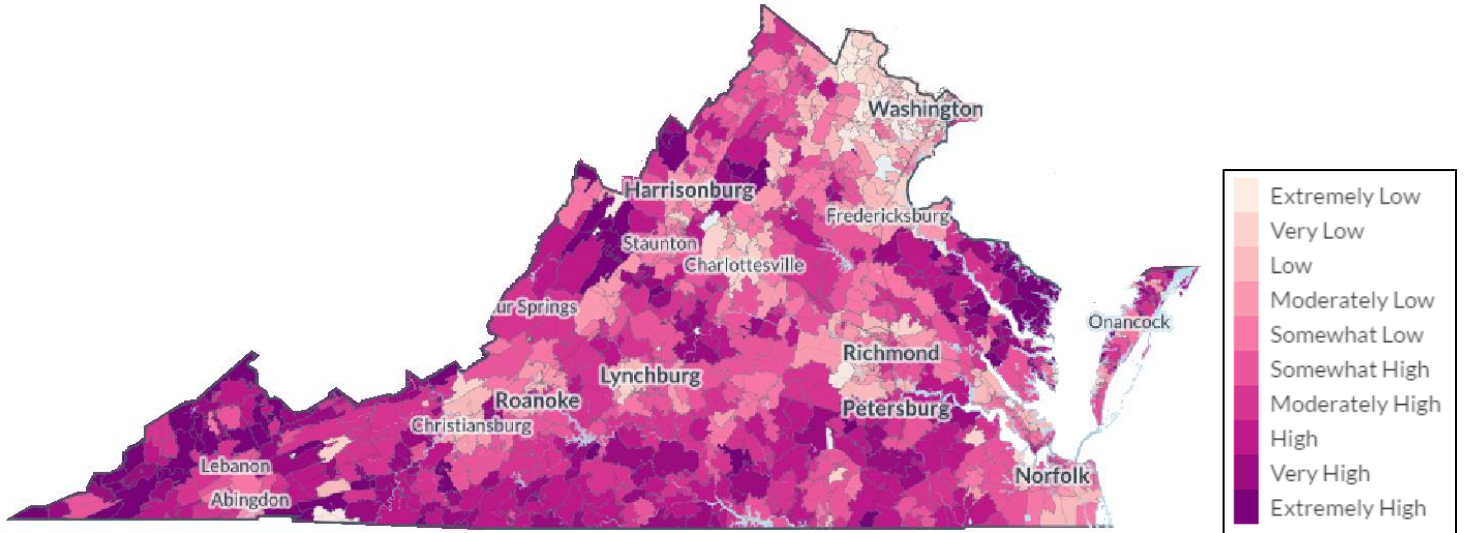 Washington
Harrisonburg
Fredericksburg
Staunton
Charlottesville
ur Springs
Onancock
Richmond
Lynchburg
Roanoke
Petersburg
Christiansburg
Lebanon
Abingdon
Norfolk
Extremely Low
Very Low
Low
Moderately Low
Somewhat Low
Somewhat High
Moderately High
High
Very High
Extremely High